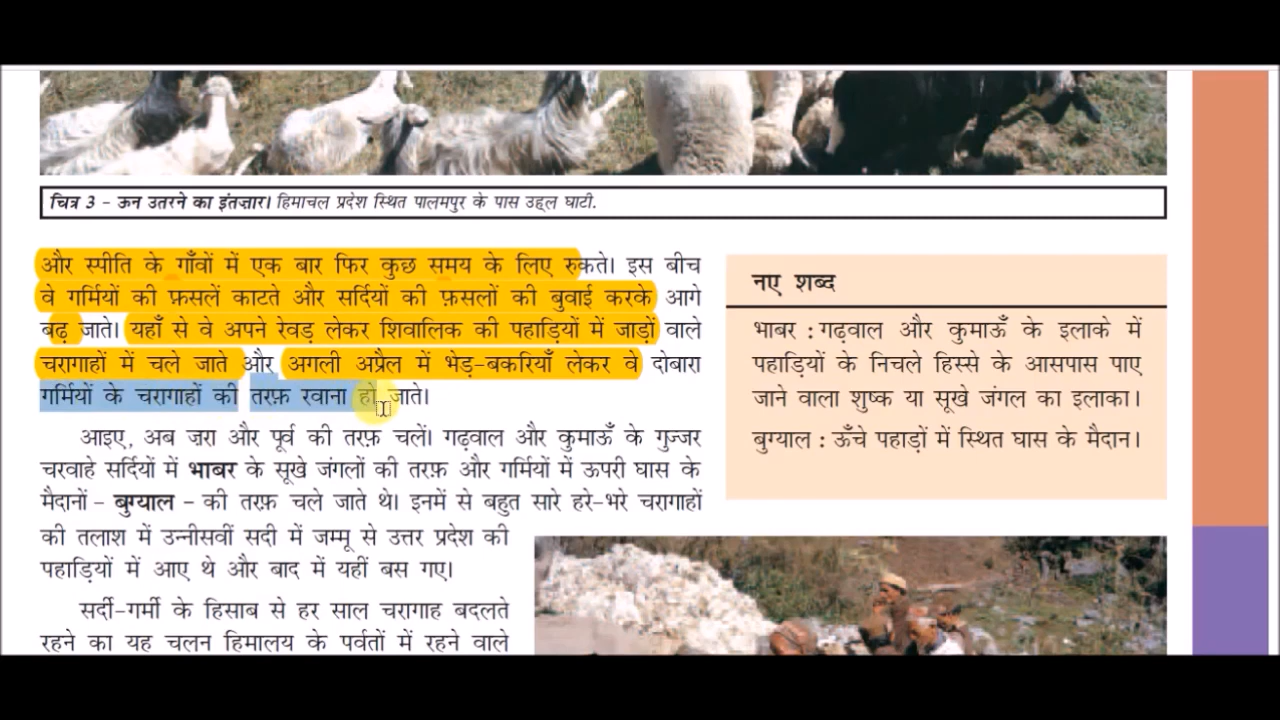 चित्र 3 – ऊन उतरने का इंतज़ार। हिमाचल प्रदेश स्थित पालमपुर के पास उहल घाटी.
और स्पीति के गाँवों में एक बार फिर कुछ समय के लिए रुकते। इस बीच
वे गर्मियों की फ़सलें काटते और सर्दियों की फ़सलों की बुवाई करके आगे
बढ़ जाते। यहाँ से वे अपने रेवड़ लेकर शिवालिक की पहाड़ियों में जाड़ों वाले
चरागाहों में चले जाते और अगली अप्रैल में भेड़-बकरियाँ लेकर वे दोबारा
गर्मियों के चरागाहों की तरफ़ रवाना हो जाते।
आइए, अब ज़रा और पूर्व की तरफ़ चलें। गढ़वाल और कुमाऊँ के गुज्जर
चरवाहे सर्दियों में भाबर के सूखे जंगलों की तरफ़ और गर्मियों में ऊपरी घास के
मैदानों – बुग्याल – की तरफ़ चले जाते थे। इनमें से बहुत सारे हरे-भरे चरागाहों
की तलाश में उन्नीसवीं सदी में जम्मू से उत्तर प्रदेश की
पहाड़ियों में आए थे और बाद में यहीं बस गए।
सर्दी-गर्मी के हिसाब से हर साल चरागाह बदलते
रहने का यह चलन हिमालय के पर्वतों में रहने वाले
नए शब्द
भाबर : गढ़वाल और कुमाऊँ के इलाके में
पहाड़ियों के निचले हिस्से के आसपास पाए
जाने वाला शुष्क या सूखे जंगल का इलाका।
बुग्याल : ऊँचे पहाड़ों में स्थित घास के मैदान।